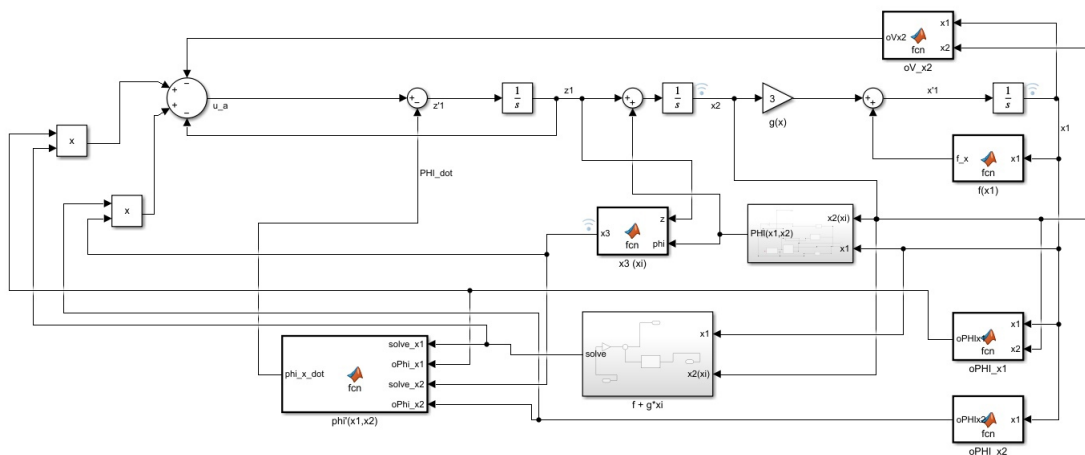 oVx2
fcn
x1
x2
oV_x2
u_a
z'1
1
s
z1
1
s
x2
3
g(x)
x'1
1
s
x1
x
x
PHI_dot
f_x
fcn
x1
f(x1)
x3
fcn
z
phi
x3 (xi)
PHI(x1,x2)
x2(xi)
x1
solve
x1
x2(xi)
f + g*xi
phi_x_dot
fcn
solve_x1
oPhi_x1
solve_x2
oPhi_x2
phi'(x1,x2)
oPHIx1
fcn
x1
x2
oPHI_x1
oPHIx2
fcn
x1
oPHI_x2